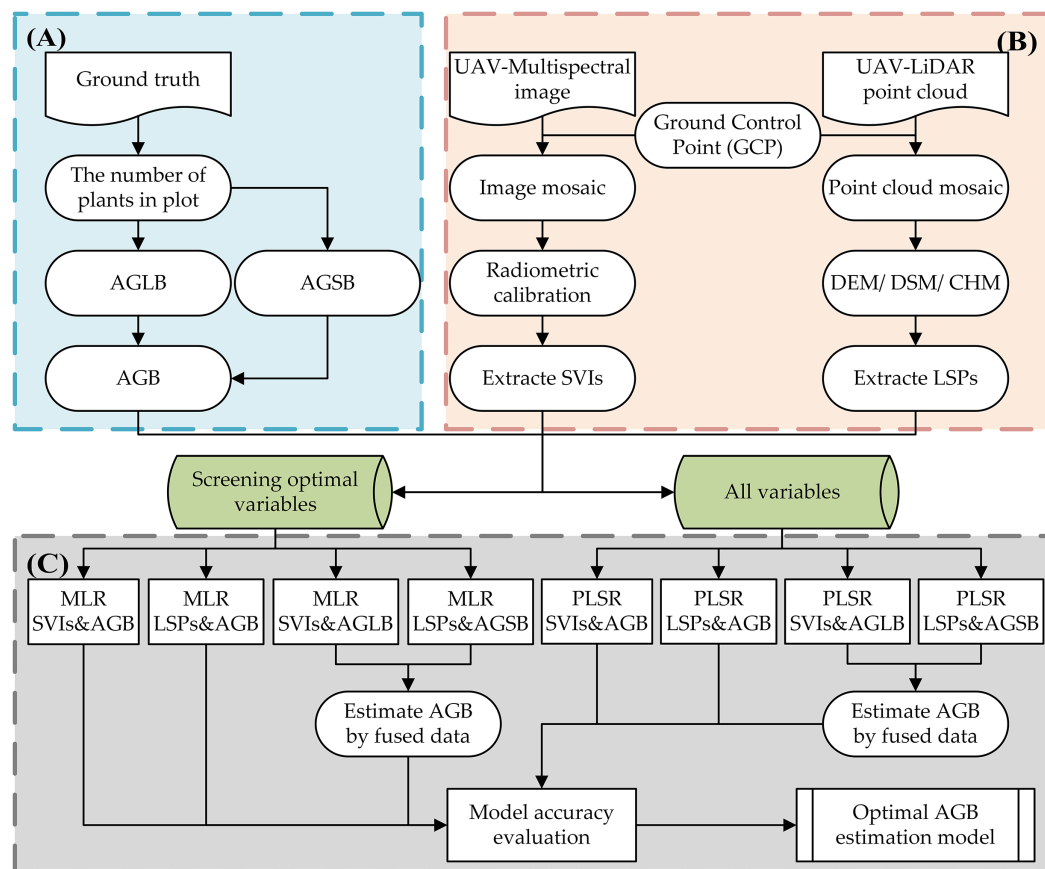 (A)
Ground truth
The number of
plants in plot
AGLB
AGSB
AGB
(B)
UAV-Multispectral
image
UAV-LiDAR
point cloud
Ground Control
Point (GCP)
Image mosaic
Point cloud mosaic
Radiometric
calibration
DEM/ DSM/ CHM
Extracte SVIs
Extracte LSPs
Screening optimal
variables
All variables
(C)
MLR
SVIs&AGB
MLR
LSPs&AGB
MLR
SVIs&AGLB
MLR
LSPs&AGSB
PLSR
SVIs&AGB
PLSR
LSPs&AGB
PLSR
SVIs&AGLB
PLSR
LSPs&AGSB
Estimate AGB
by fused data
Estimate AGB
by fused data
Model accuracy
evaluation
Optimal AGB
estimation model